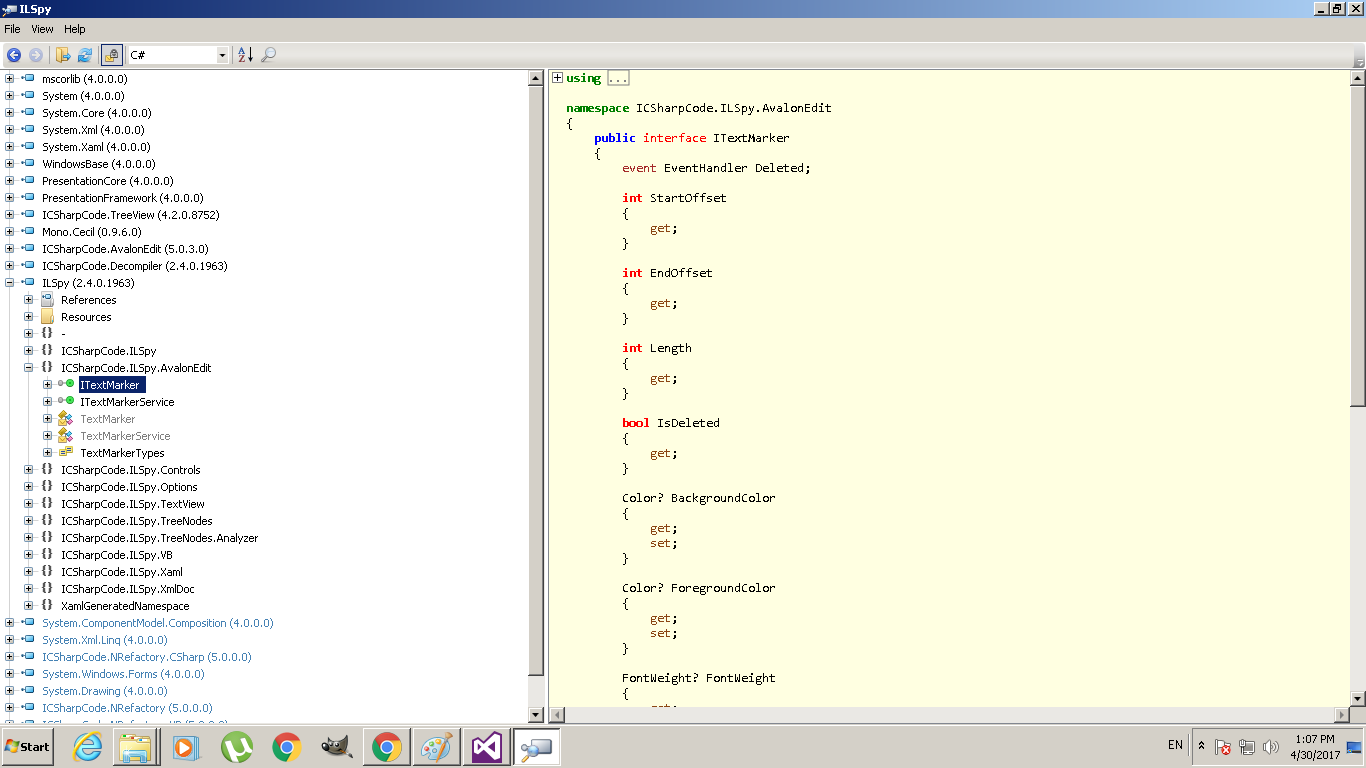 ILSpy
File View Help
C#
mscorlib (4.0.0.0)
System (4.0.0.0)
System.Core (4.0.0.0)
System.Xml (4.0.0.0)
System.Xaml (4.0.0.0)
WindowsBase (4.0.0.0)
PresentationCore (4.0.0.0)
PresentationFramework (4.0.0.0)
ICSharpCode.TreeView (4.2.0.8752)
Mono.Cecil (0.9.6.0)
ICSharpCode.AvalonEdit (5.0.3.0)
ICSharpCode.Decompiler (2.4.0.1963)
ILSpy (2.4.0.1963)
References
Resources
{} -
{} ICSharpCode.ILSpy
{} ICSharpCode.ILSpy.AvalonEdit
ITextMarker
ITextMarkerService
TextMarker
TextMarkerService
TextMarkerTypes
{} ICSharpCode.ILSpy.Controls
{} ICSharpCode.ILSpy.Options
{} ICSharpCode.ILSpy.TextView
{} ICSharpCode.ILSpy.TreeNodes
{} ICSharpCode.ILSpy.TreeNodes.Analyzer
{} ICSharpCode.ILSpy.VB
{} ICSharpCode.ILSpy.Xaml
{} ICSharpCode.ILSpy.XmlDoc
{} XamlGeneratedNamespace
System.ComponentModel.Composition (4.0.0.0)
System.Xml.Linq (4.0.0.0)
ICSharpCode.NRefactory.CSharp (5.0.0.0)
System.Windows.Forms (4.0.0.0)
System.Drawing (4.0.0.0)
ICSharpCode.NRefactory (5.0.0.0)
using ...
namespace ICSharpCode.ILSpy.AvalonEdit
{
public interface ITextMarker
{
event EventHandler Deleted;
int StartOffset
{
get;
}
int EndOffset
{
get;
}
int Length
{
get;
}
bool IsDeleted
{
get;
}
Color? BackgroundColor
{
get;
set;
}
Color? ForegroundColor
{
get;
set;
}
FontWeight? FontWeight
{
Start
EN
1:07 PM
4/30/2017